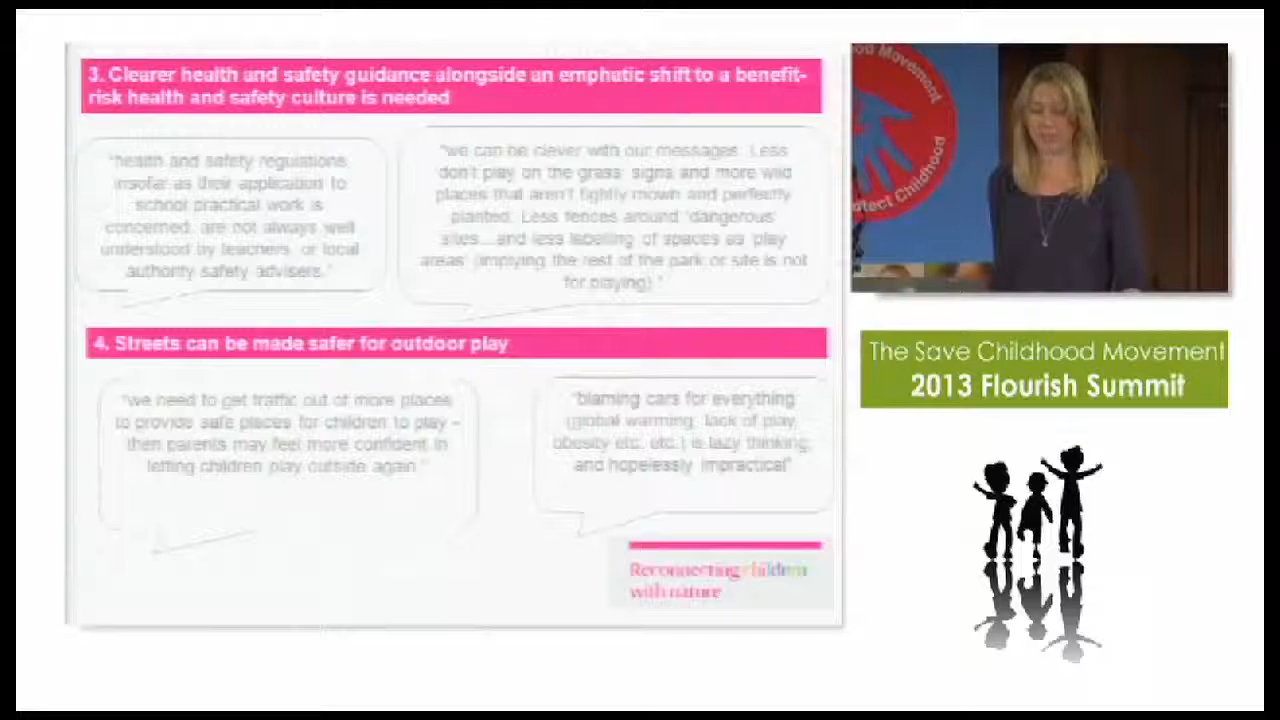 3. Clearer health and safety guidance alongside an emphatic shift to a benefit-
risk health and safety culture is needed
"health and safety regulations
insofar as their application to
school practical work is
concerned, are not always well
understood by teachers, or local
authority safety advisers."
"we can be clever with our messages. Less
don't play on the grass' signs and more wild
places that aren't tightly mown and perfectly
planted. Less fences around 'dangerous'
sites...and less labelling of spaces as 'play
areas' (implying the rest of the park or site is not
for playing)."
4. Streets can be made safer for outdoor play
"we need to get traffic out of more places
to provide safe places for children to play -
then parents may feel more confident in
letting children play outside again."
"blaming cars for everything
(global warming, lack of play,
obesity etc. etc.) is lazy thinking,
and hopelessly impractical"
Reconnecting children
with nature
ood Movement
otect Childhood
The Save Childhood Movement
2013 Flourish Summit